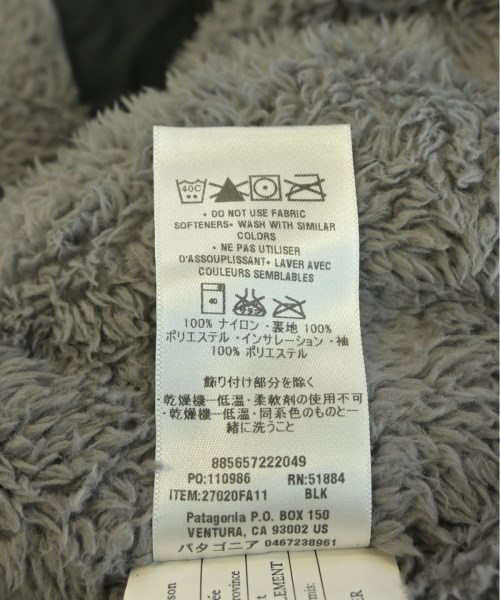 40C
• DO NOT USE FABRIC
SOFTENERS• WASH WITH SIMILAR
COLORS
• NE PAS UTILISER
D'ASSOUPLISSANT• LAVER AVEC
COULEURS SEMBLABLES
40
100% ナイロン・裏地 100%
ポリエステル・インサレーション・袖
100% ポリエステル
飾り付け部分を除く
・乾燥機ー低温・柔軟剤の使用不可
・乾燥機ー低温・同系色のものと一
緒に洗うこと
885657222049
PO:110986 RN:51884
ITEM:27020FA11 BLK
Patagonia P.O. BOX 150
VENTURA, CA 93002 US
パタゴニア 0467238961